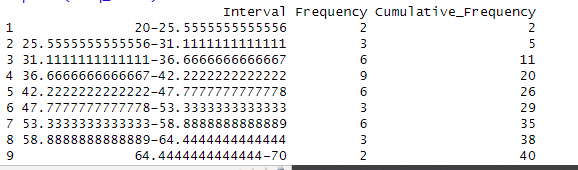 Interval Frequency Cumulative_Frequency
1 20-25.5555555555556 2 2
2 25.5555555555556-31.1111111111111 3 5
3 31.1111111111111-36.6666666666667 6 11
4 36.6666666666667-42.2222222222222 9 20
5 42.2222222222222-47.7777777777778 6 26
6 47.7777777777778-53.3333333333333 3 29
7 53.3333333333333-58.8888888888889 6 35
8 58.8888888888889-64.4444444444444 3 38
9 64.4444444444444-70 2 40